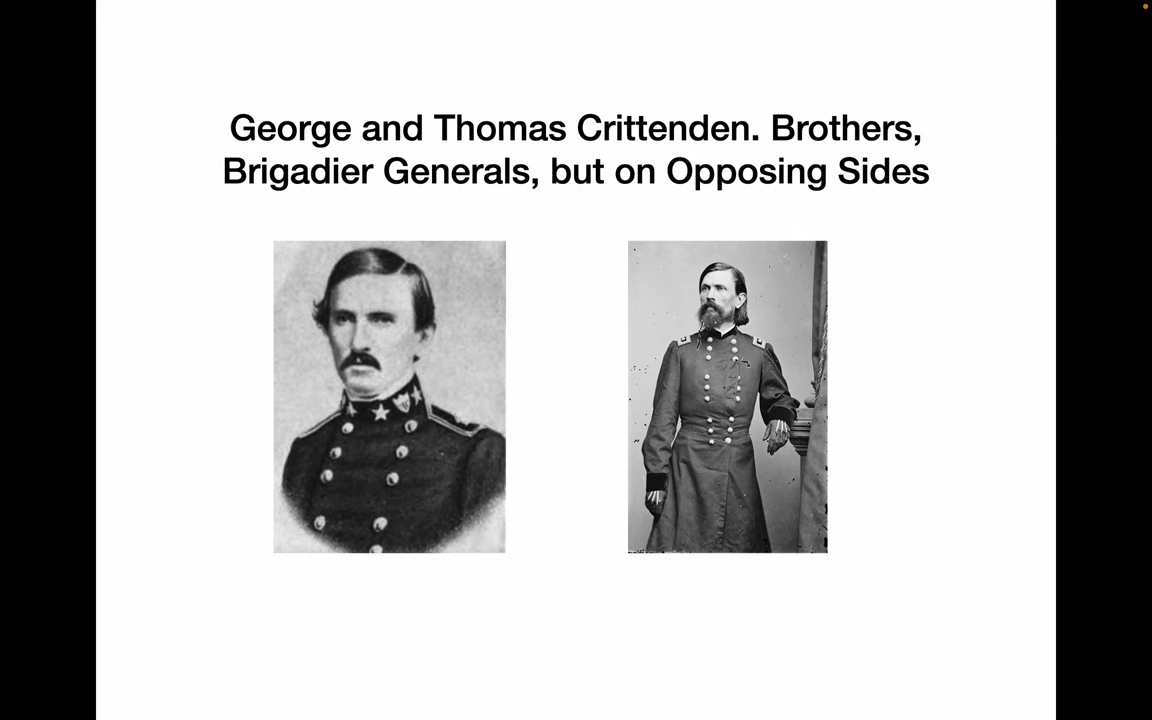 George and Thomas Crittenden. Brothers,
Brigadier Generals, but on Opposing Sides